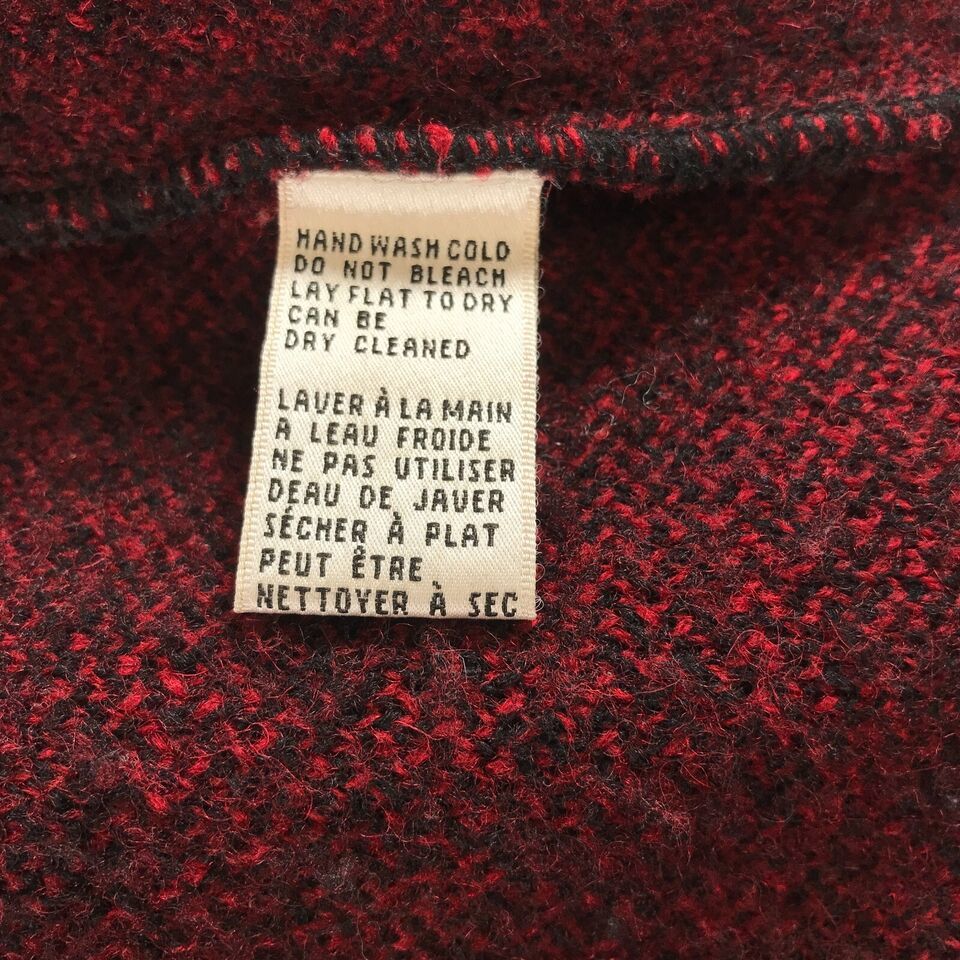 HAND WASH COLD
DO NOT BLEACH
LAY FLAT TO DRY
CAN BE
DRY CLEANED
LAVER À LA MAIN
A LEAU FROIDE
NE PAS UTILISER
DEAU DE JAVER
SÉCHER À PLAT
PEUT ÊTRE
NETTOYER À SEC